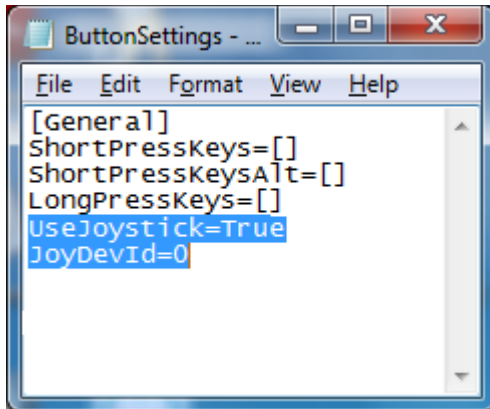 ButtonSettings - ...
File Edit Format View Help
[General]
ShortPressKeys=[]
ShortPressKeysAlt=[]
LongPressKeys=[]
UseJoystick=True
JoyDevId=0